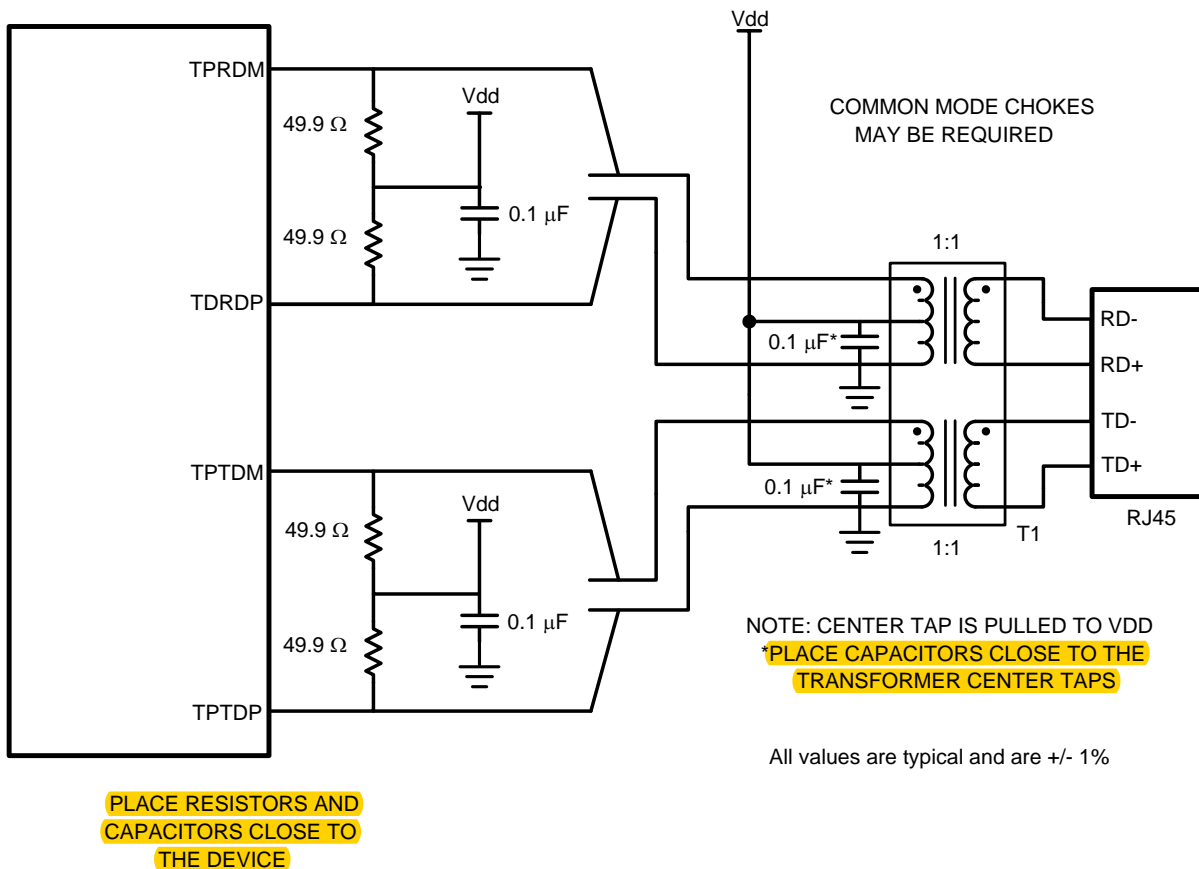 Vdd
TPRDM
Vdd
COMMON MODE CHOKES
MAY BE REQUIRED
49.9 Ω
0.1 μF
49.9 Ω
1:1
TDRDP
RD-
0.1 μF*
RD+
TD-
TPTDM
TD+
0.1 μF*
Vdd
RJ45
49.9 Ω
T1
1:1
0.1 μF
NOTE: CENTER TAP IS PULLED TO VDD
49.9 Ω
*PLACE CAPACITORS CLOSE TO THE
TRANSFORMER CENTER TAPS
TPTDP
All values are typical and are +/- 1%
PLACE RESISTORS AND
CAPACITORS CLOSE TO
THE DEVICE